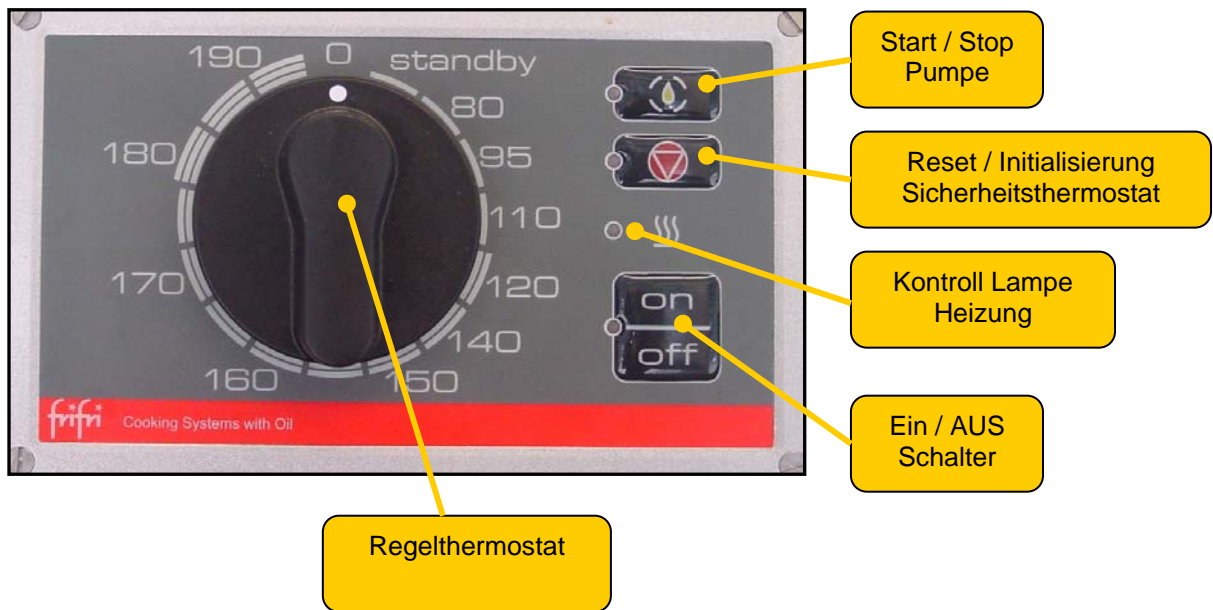 190
0
standby
180
80
95
110
170
120
140
160
150
on
off
frifri
Cooking Systems with Oil
Start / Stop
Pumpe
Reset / Initialisierung
Sicherheitsthermostat
Kontroll Lampe
Heizung
Ein / AUS
Schalter
Regelthermostat